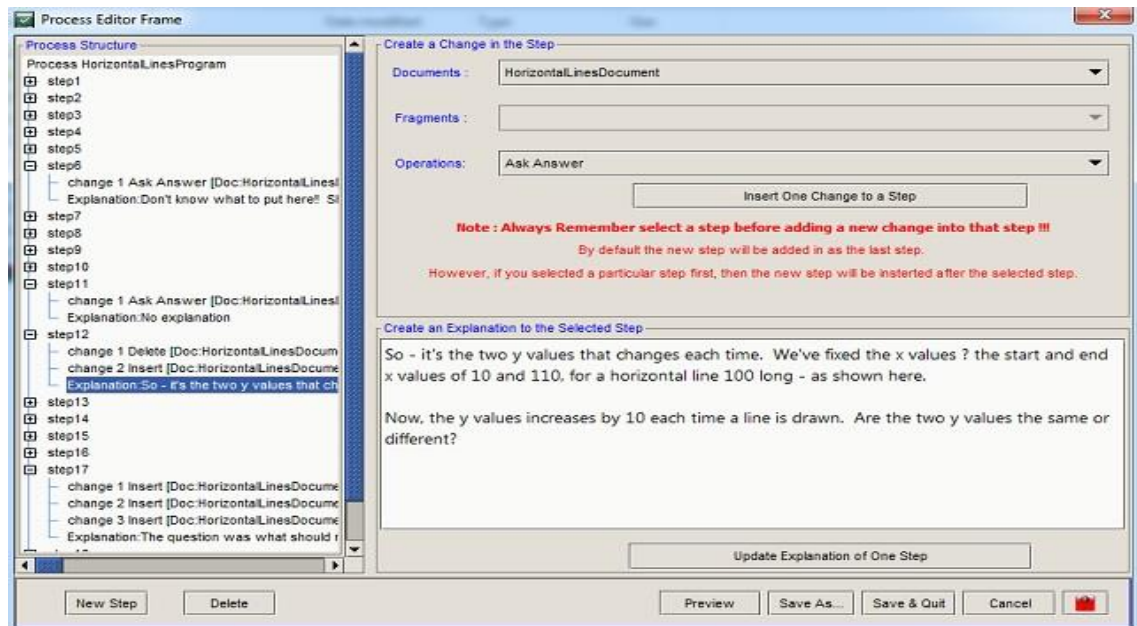 Process Editor Frame
Process Structure
Process HorizontalLinesProgram
step1
step2
step3
step4
step5
step6
change 1 Ask Answer [Doc:HorizontalLines
Explanation:Don't know what to put here!!
step7
step8
step9
step10
step11
change 1 Ask Answer [Doc:HorizontalLines
Explanation:No explanation
step12
change 1 Delete [Doc:HorizontalLinesDocum
change 2 Insert [Doc:HorizontalLinesDocume
Explanation:So - it's the two y values that ch
step13
step14
step15
step16
step17
change 1 Insert [Doc:HorizontalLinesDocume
change 2 Insert [Doc:HorizontalLinesDocume
change 3 Insert [Doc:HorizontalLinesDocume
Explanation:The question was what should
New Step
Delete
Create a Change in the Step
Documents :
HorizontalLinesDocument
Fragments :
Operations:
Ask Answer
Insert One Change to a Step
Note : Always Remember select a step before adding a new change into that step !!!
By default the new step will be added in as the last step.
However, if you selected a particular step first, then the new step will be insterted after the selected step.
Create an Explanation to the Selected Step
So - it's the two y values that changes each time. We've fixed the x values ? the start and end
x values of 10 and 110, for a horizontal line 100 long - as shown here.
Now, the y values increases by 10 each time a line is drawn. Are the two y values the same or
different?
Update Explanation of One Step
Preview
Save As...
Save & Quit
Cancel